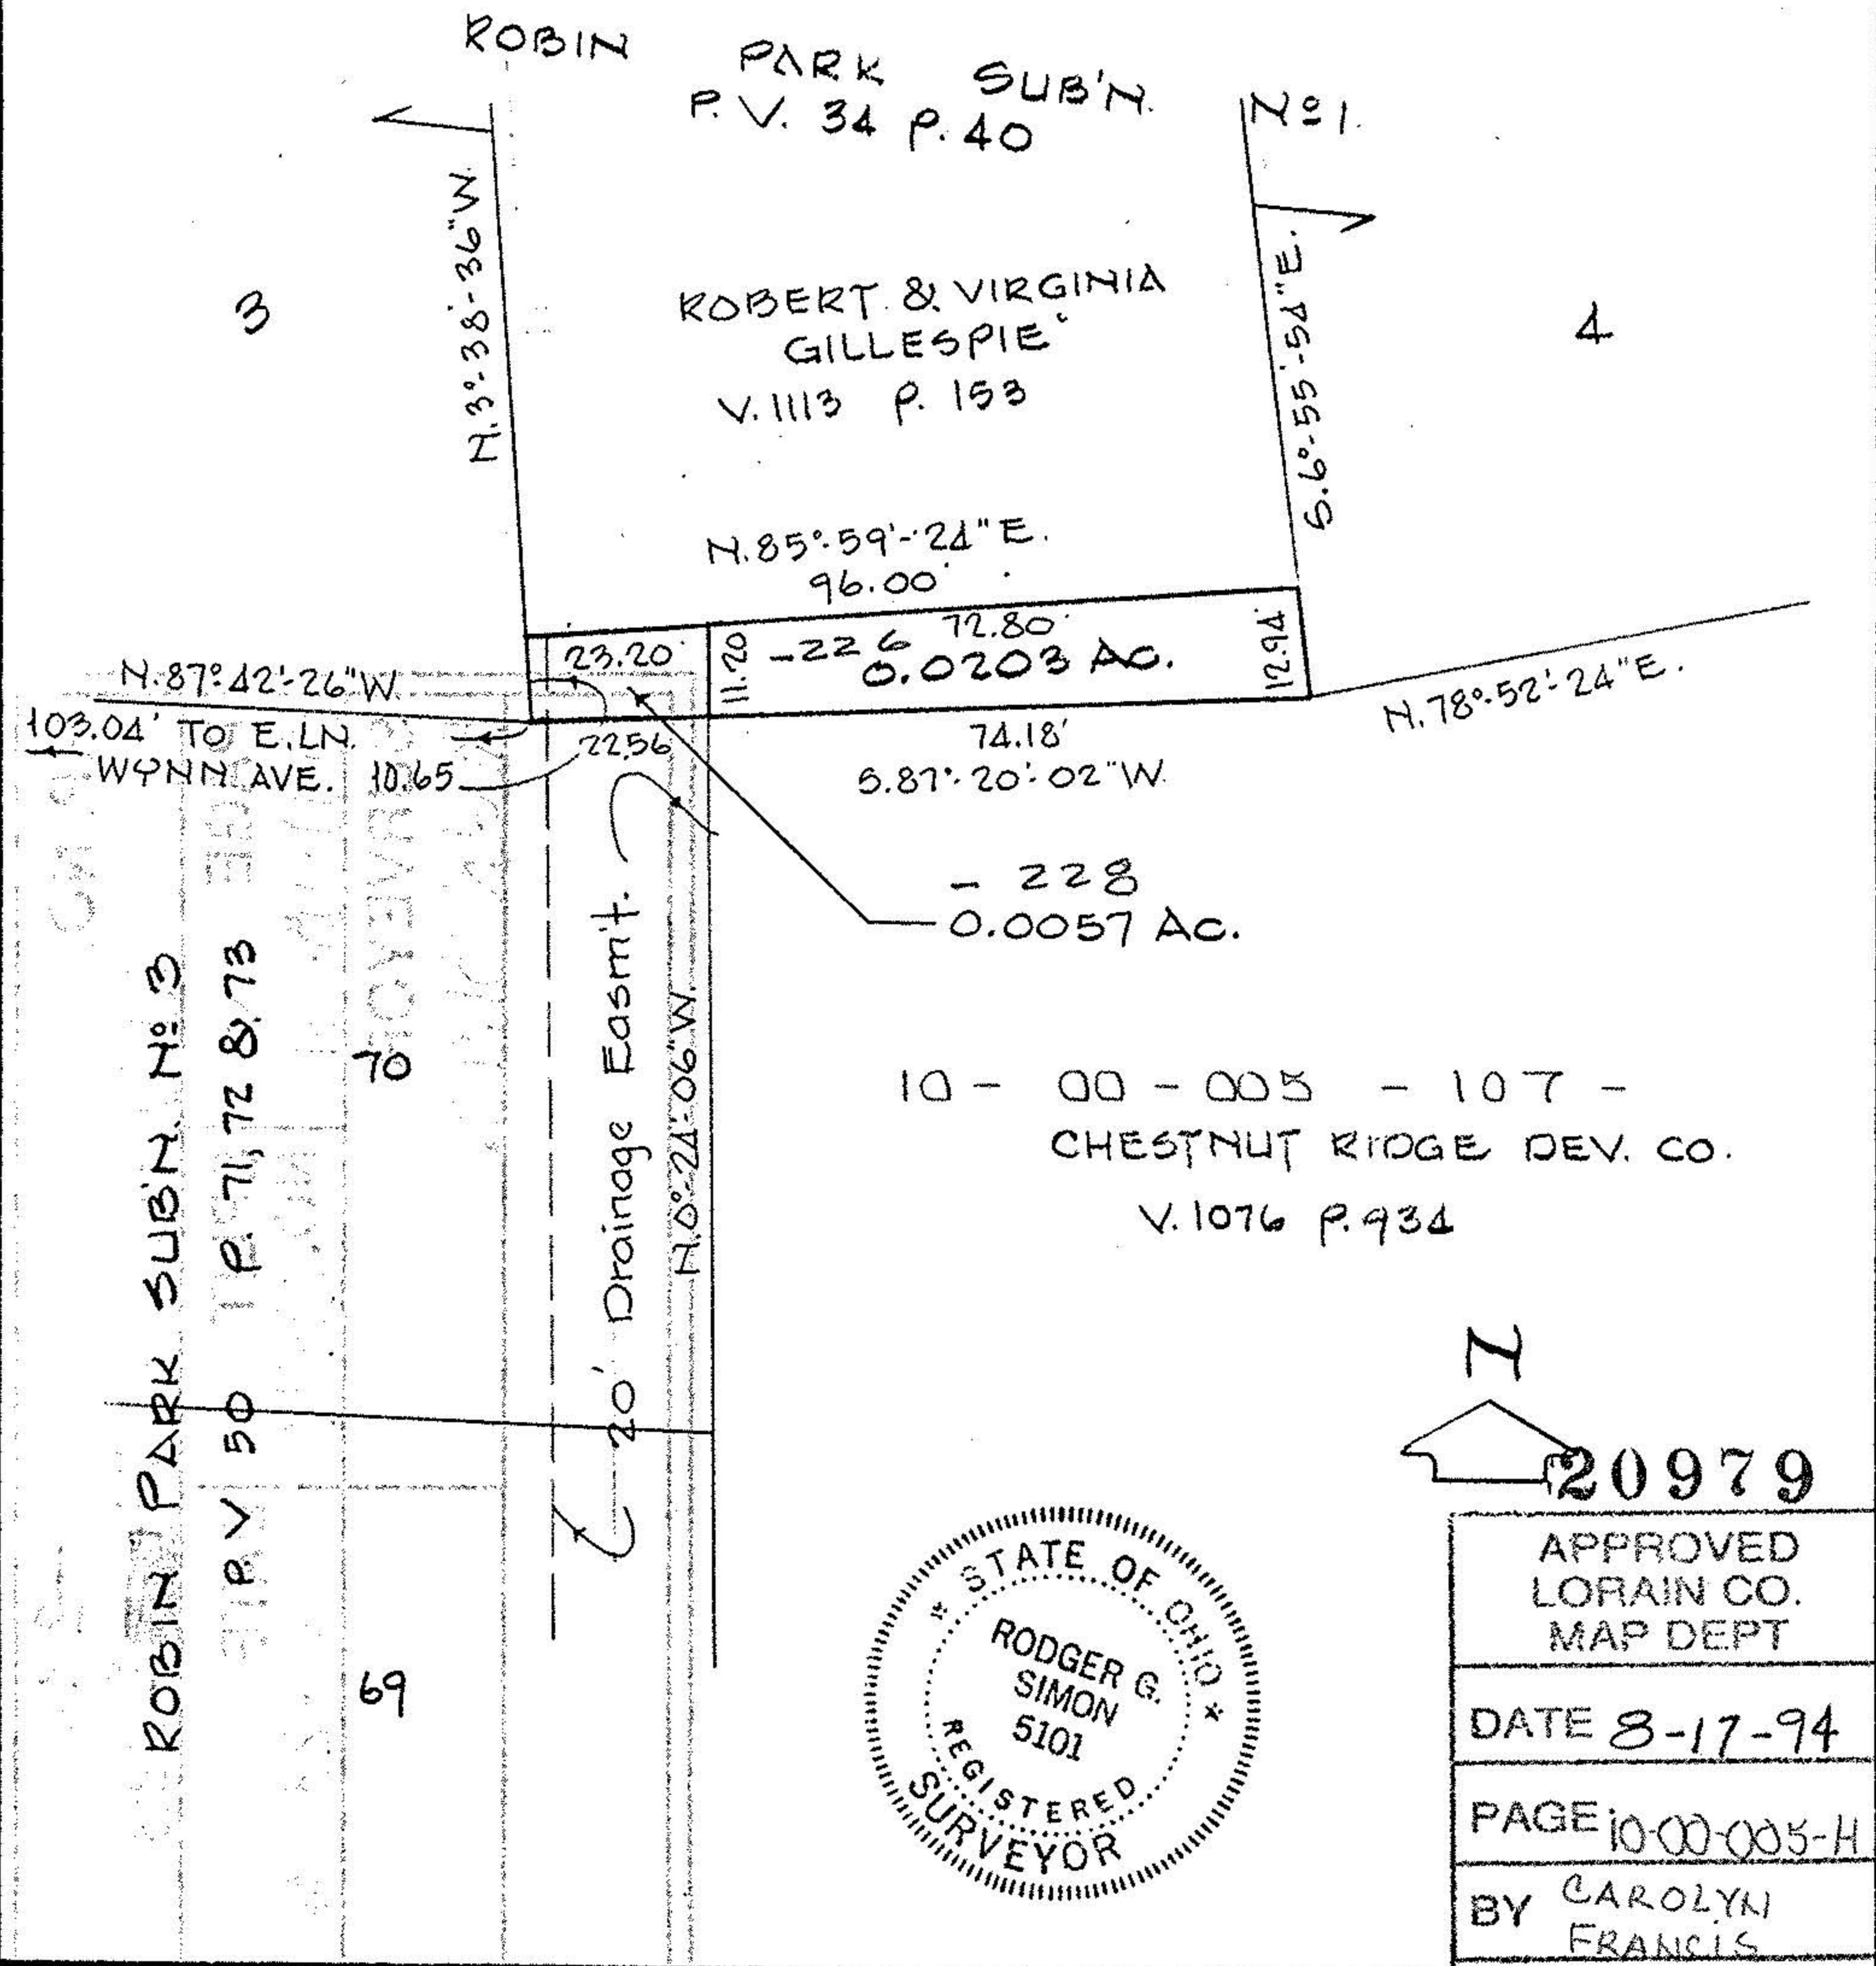 ROBIN PARK SUB'N. Nº 1.
P. V. 34 P. 40
N. 3°-38'-36" W.
3
ROBERT & VIRGINIA
GILLESPIE
V. 1113 P. 153
S. 6°-55'-54" E.
4
N. 85°-59'-24" E.
96.00'
23.20'
11.20
-226 72.80'
0.0203 AC.
12.94'
N. 87°-42'-26" W.
103.04' TO E. LN.
WYNN AVE.
10.65
22.56
74.18'
S. 87°-20'-02" W.
N. 78°-52'-24" E.
- 228
0.0057 AC.
ROBIN PARK SUB'N. Nº 3
P V 50 P. 71, 72 & 73
70
20' Drainage Easm't.
N. 0°-24'-06" W.
10 - 00 - 005 - 107 -
CHESTNUT RIDGE DEV. CO.
V. 1076 P. 934
69
N
20979
STATE OF OHIO
RODGER G.
SIMON
5101
REGISTERED
SURVEYOR
APPROVED
LORAIN CO.
MAP DEPT
DATE 8-17-94
PAGE 10-00-005-H
BY CAROLYN
FRANCIS